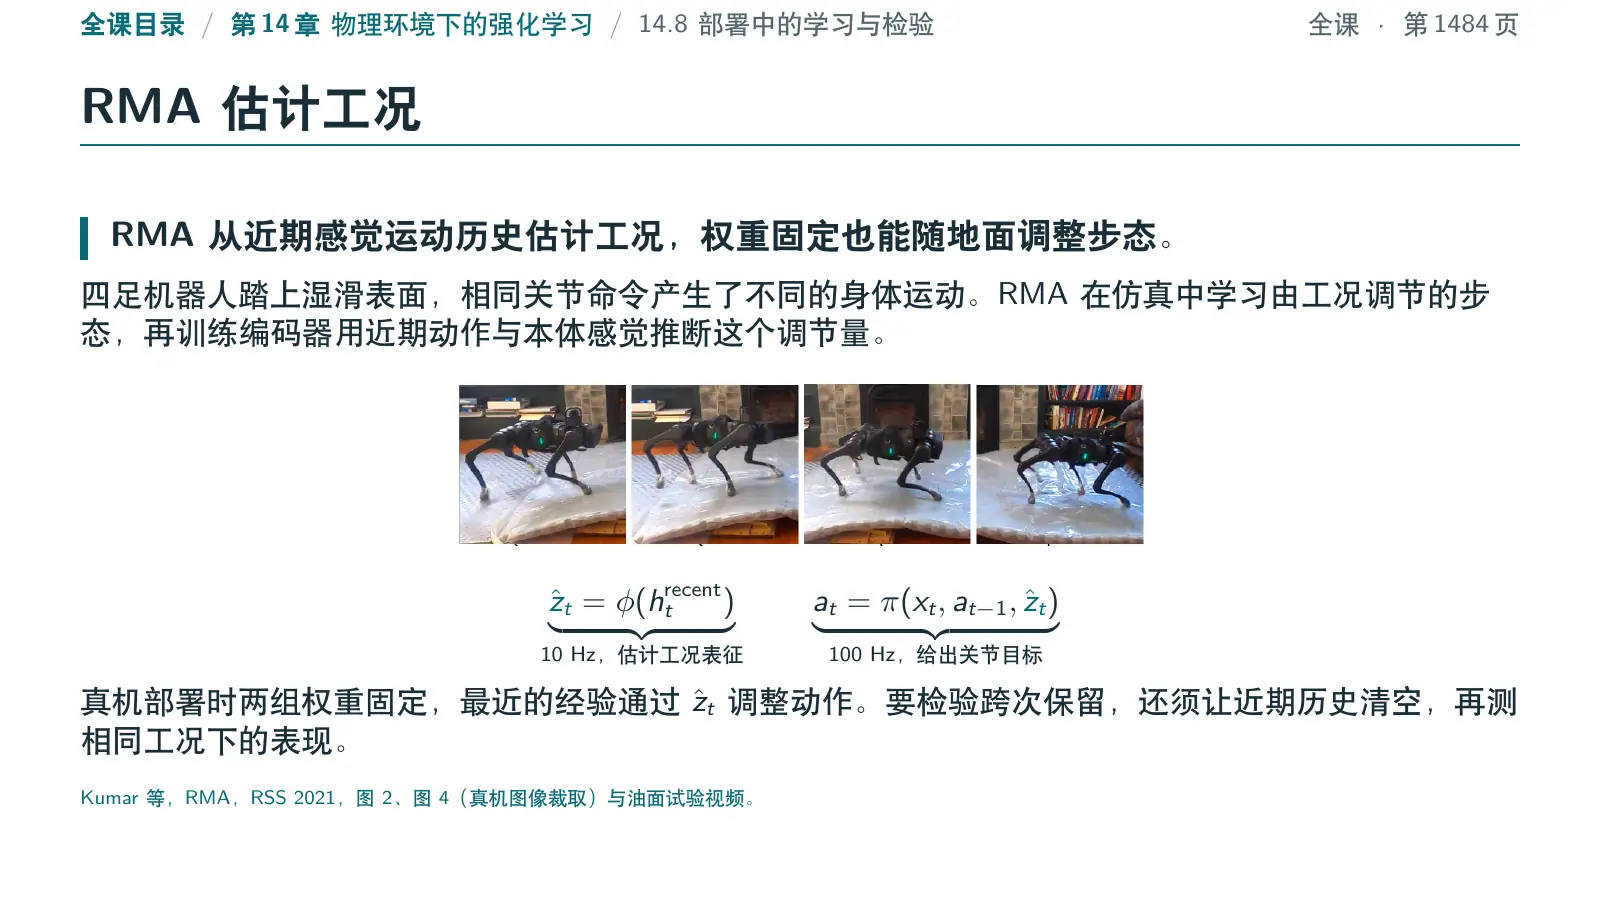 全课目录 / 第 14 章 物理环境下的强化学习 / 14.8 部署中的学习与检验
全课 · 第 1484 页
RMA 估计工况
RMA 从近期感觉运动历史估计工况，权重固定也能随地面调整步态。
四足机器人踏上湿滑表面，相同关节命令产生了不同的身体运动。RMA 在仿真中学习由工况调节的步
态，再训练编码器用近期动作与本体感觉推断这个调节量。
ẑ_t = ϕ(h_t^recent) a_t = π(x_t, a_{t−1}, ẑ_t)
10 Hz，估计工况表征 100 Hz，给出关节目标
真机部署时两组权重固定，最近的经验通过 ẑ_t 调整动作。要检验跨次保留，还须让近期历史清空，再测
相同工况下的表现。
Kumar 等，RMA，RSS 2021，图 2、图 4（真机图像裁取）与油面试验视频。